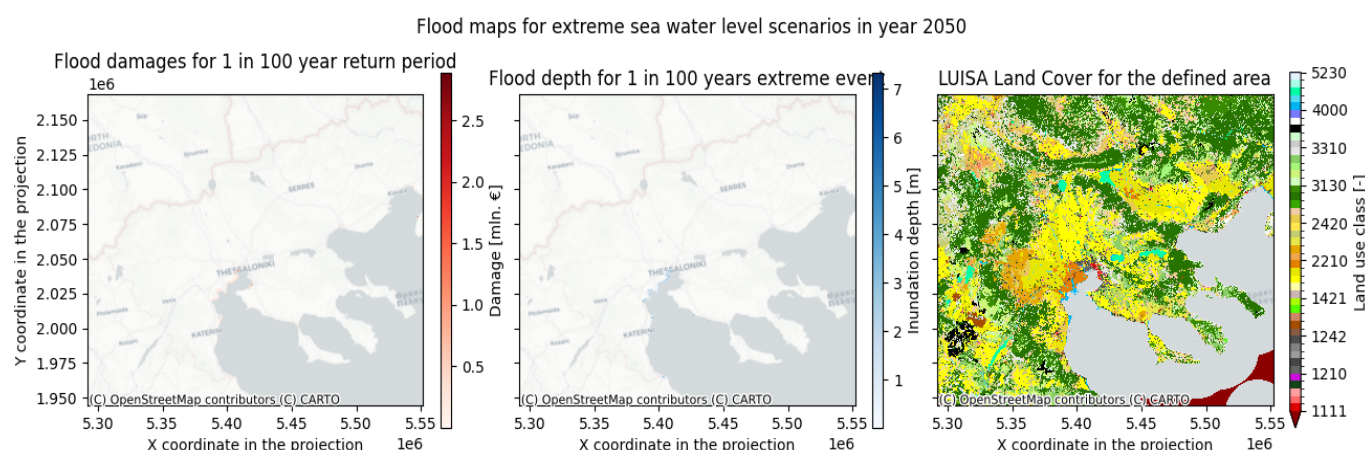 Flood maps for extreme sea water level scenarios in year 2050
Flood damages for 1 in 100 year return period
1e6
2.150
2.125
2.100
2.075
2.050
2.025
2.000
1.975
1.950
Y coordinate in the projection
SERRES
THESSALONIKI
KATERIN
(C) OpenStreetMap contributors (C) CARTO
5.30
5.35
5.40
5.45
5.50
5.55
X coordinate in the projection
1e6
2.5
2.0
1.5
1.0
0.5
Damage [mln. €]
Flood depth for 1 in 100 years extreme even
SERRES
THESSALONIKI
KATERIN
(C) OpenStreetMap contributors (C) CARTO
5.30
5.35
5.40
5.45
5.50
5.55
X coordinate in the projection
1e6
7
6
5
4
3
2
1
Inundation depth [m]
LUISA Land Cover for the defined area
(C) OpenStreetMap contributors (C) CARTO
5.30
5.35
5.40
5.45
5.50
5.55
X coordinate in the projection
1e6
5230
4000
3310
3130
2420
2210
1421
1242
1210
1111
Land use class [-]